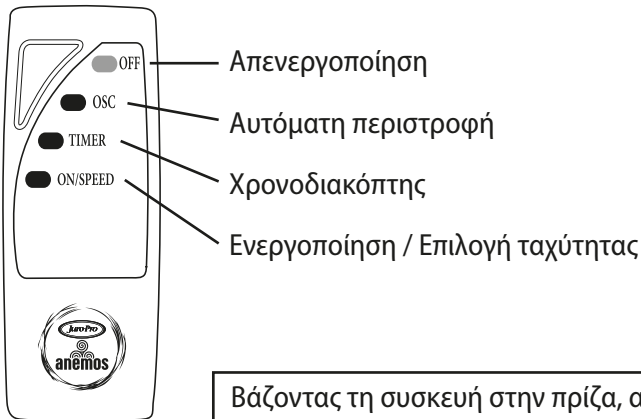 OFF Απενεργοποίηση
OSC Αυτόματη περιστροφή
TIMER Χρονοδιακόπτης
ON/SPEED Ενεργοποίηση / Επιλογή ταχύτητας
Juro-Pro
anemos
Βάζοντας τη συσκευή στην πρίζα,